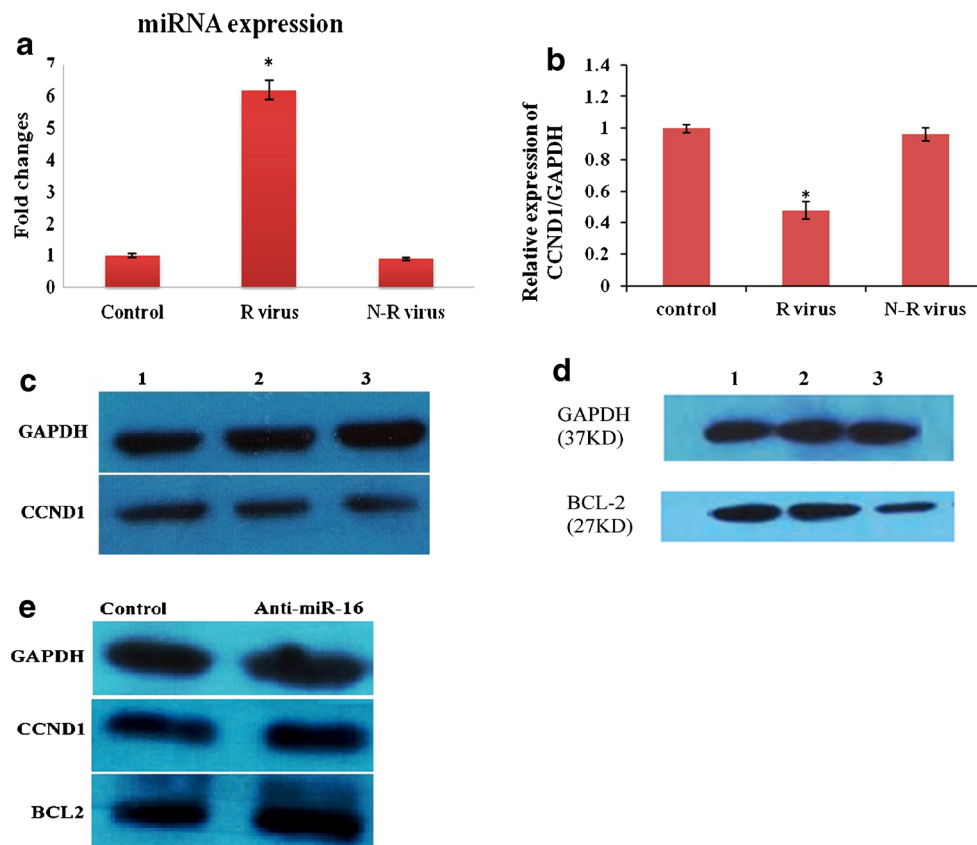 miRNA expression
a
Fold changes
7
6
5
4
3
2
1
0
*
Control R virus N-R virus
b
Relative expression of
CCND1/GAPDH
1.4
1.2
1
0.8
0.6
0.4
0.2
0
*
control R virus N-R virus
c
1 2 3
GAPDH
CCND1
d
1 2 3
GAPDH
(37KD)
BCL-2
(27KD)
e
Control Anti-miR-16
GAPDH
CCND1
BCL2